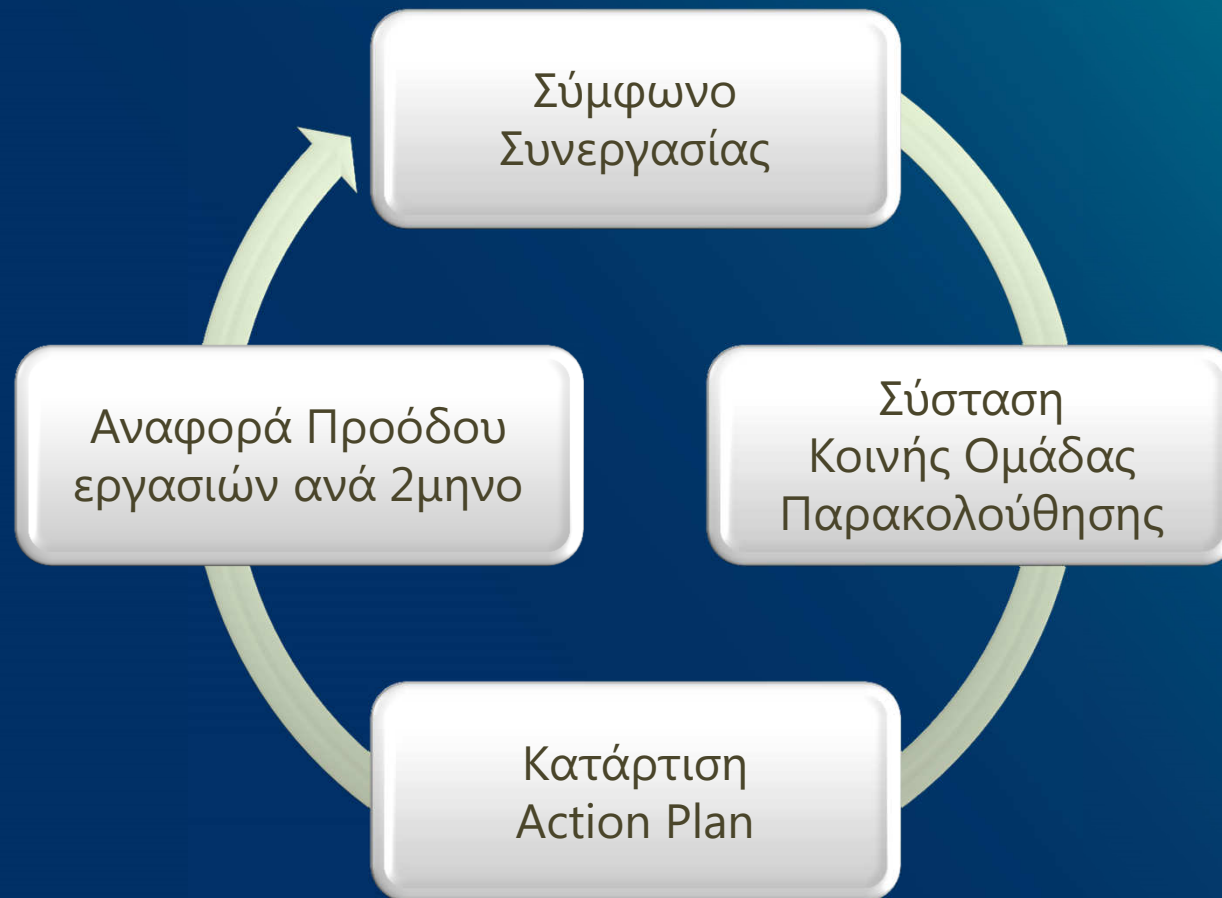 Σύμφωνο
Συνεργασίας
Σύσταση
Κοινής Ομάδας
Παρακολούθησης
Κατάρτιση
Action Plan
Αναφορά Προόδου
εργασιών ανά 2μηνο